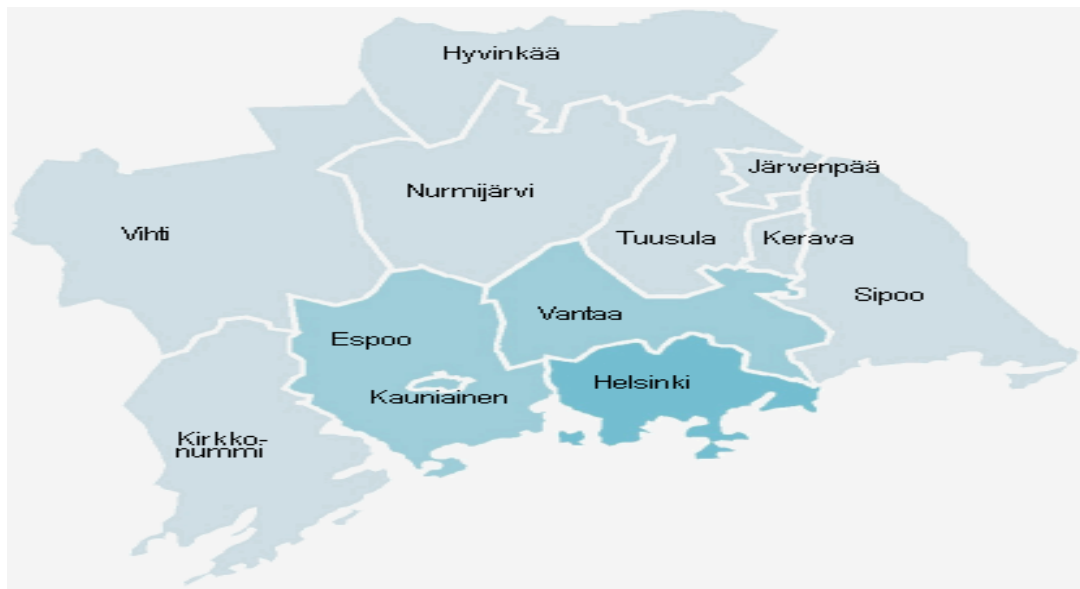 Hyvinkää
Järvenpää
Nurmijärvi
Vihti
Tuusula
Kerava
Sipoo
Vantaa
Espoo
Helsinki
Kauniainen
Kirkko-
nummi